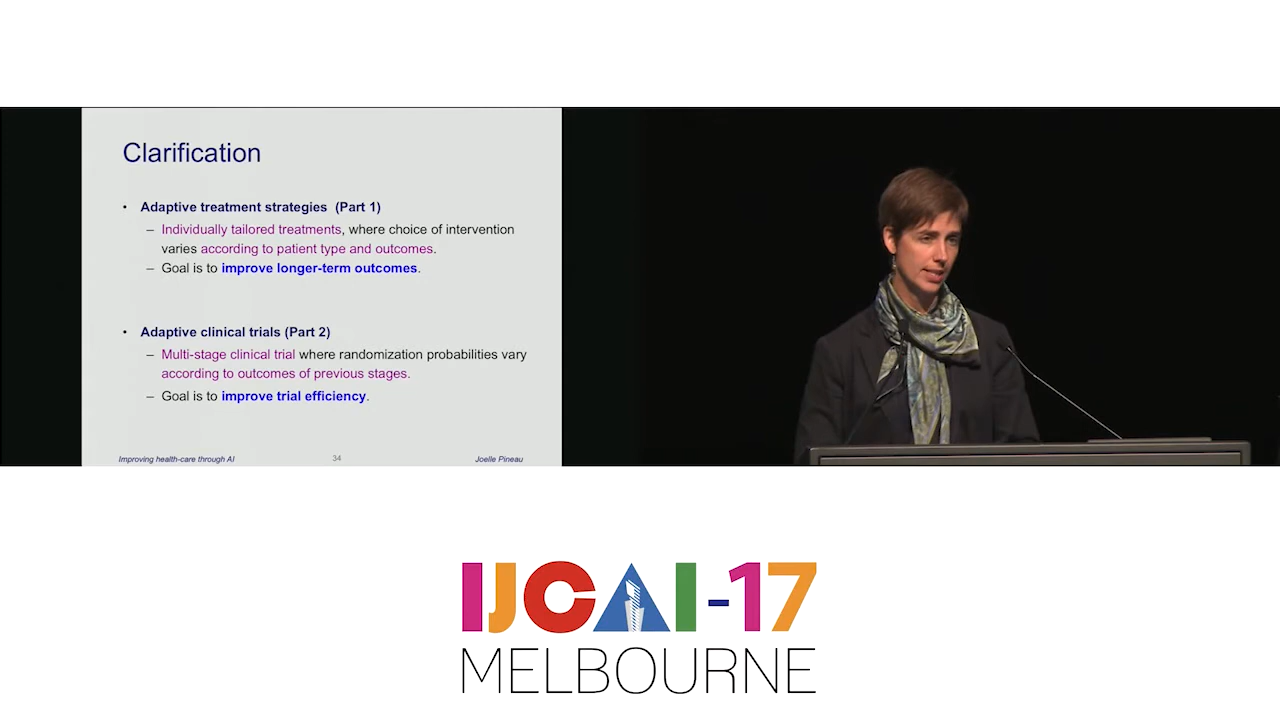 Clarification
• Adaptive treatment strategies (Part 1)
– Individually tailored treatments, where choice of intervention
varies according to patient type and outcomes.
– Goal is to improve longer-term outcomes.
• Adaptive clinical trials (Part 2)
– Multi-stage clinical trial where randomization probabilities vary
according to outcomes of previous stages.
– Goal is to improve trial efficiency.
Improving health-care through AI 34 Joelle Pineau
IJCAI-17
MELBOURNE